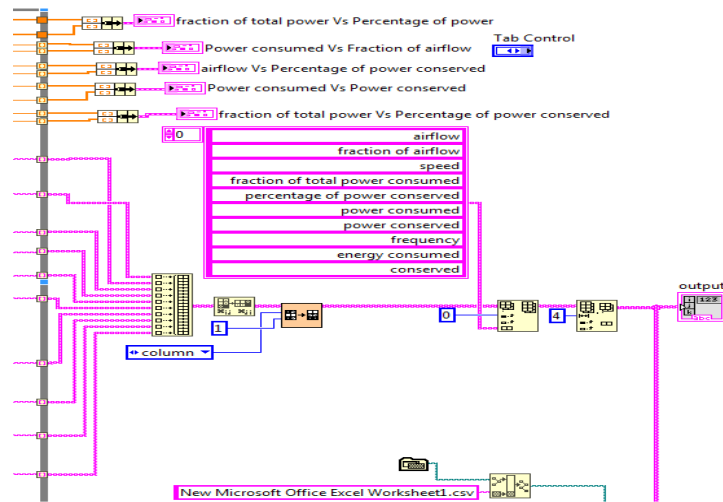 fraction of total power Vs Percentage of power
Tab Control
Power consumed Vs Fraction of airflow
airflow Vs Percentage of power conserved
Power consumed Vs Power conserved
fraction of total power Vs Percentage of power conserved
0
airflow
fraction of airflow
speed
fraction of total power consumed
percentage of power conserved
power consumed
power conserved
frequency
energy consumed
conserved
output
1
0
4
column
New Microsoft Office Excel Worksheet1.csv